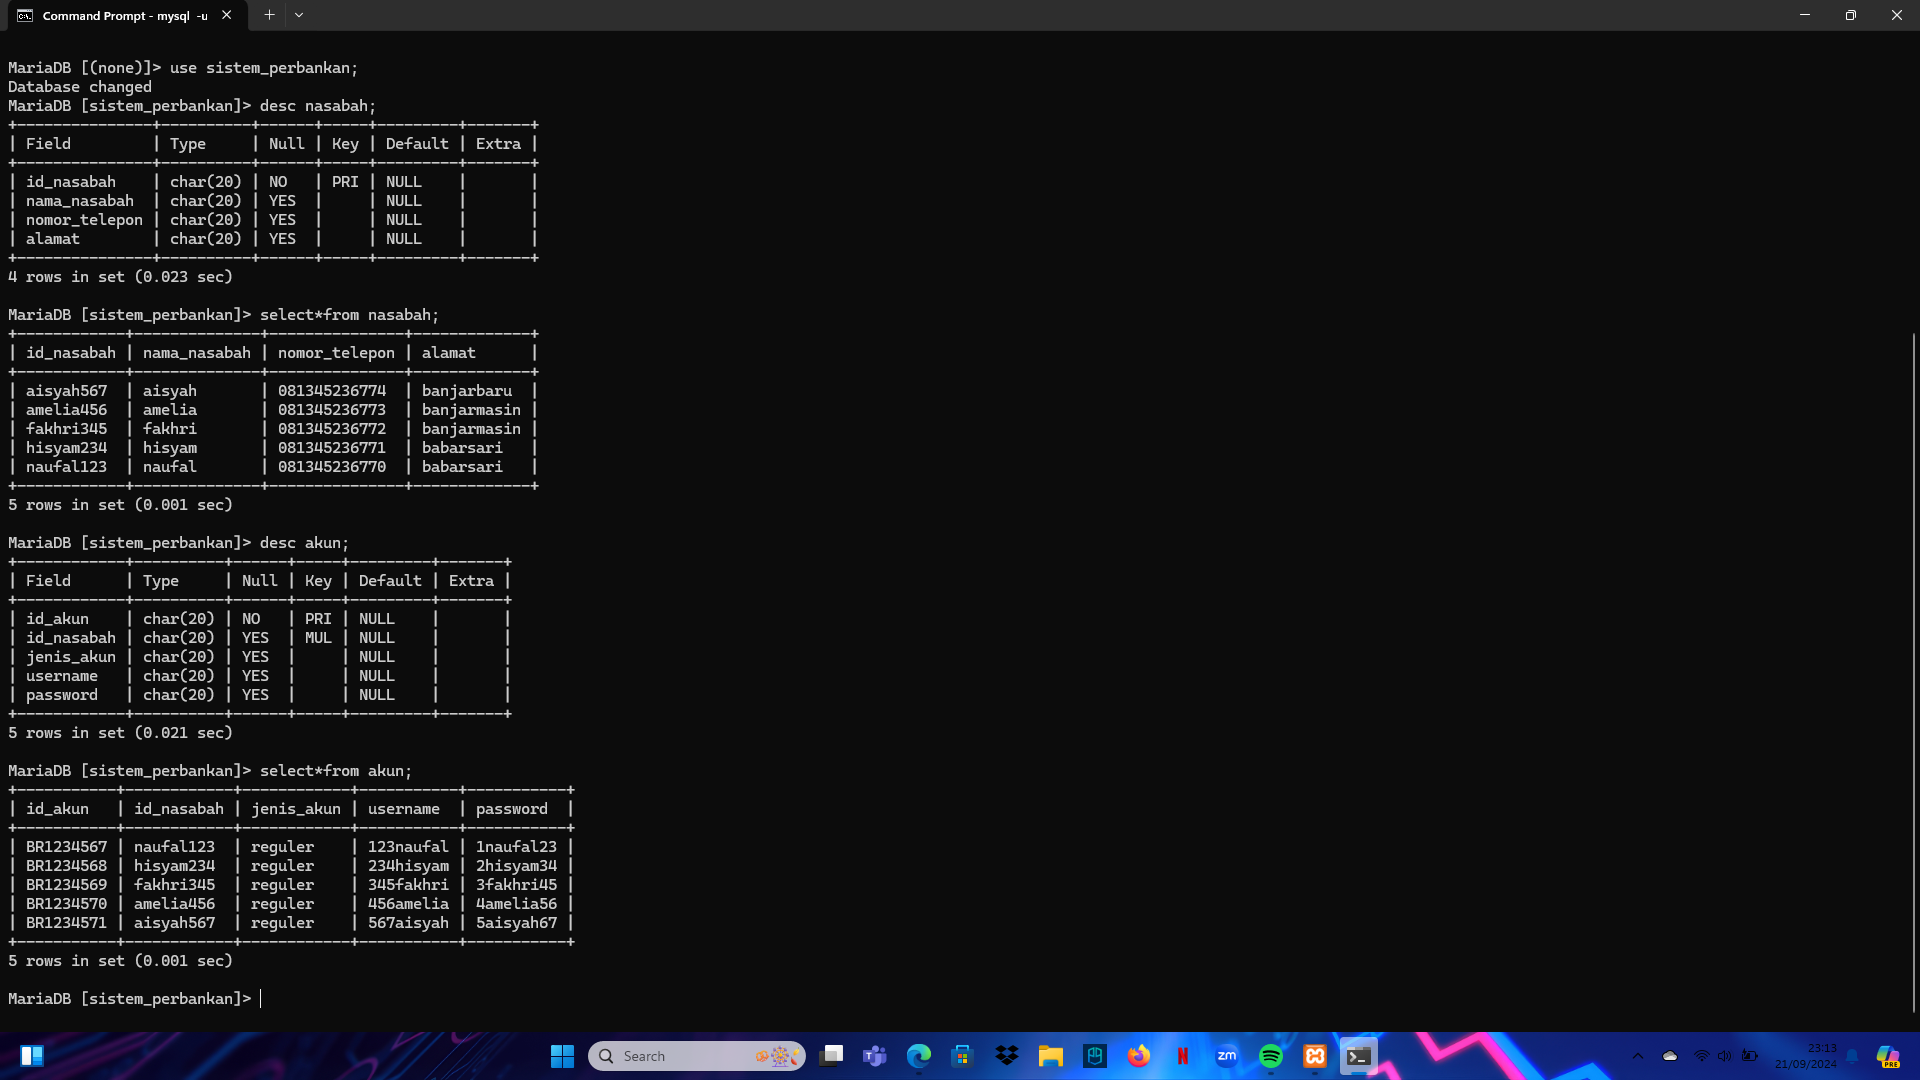 Command Prompt - mysql  -u
MariaDB [(none)]> use sistem_perbankan;
Database changed
MariaDB [sistem_perbankan]> desc nasabah;
+---------------+----------+------+-----+---------+-------+
| Field         | Type     | Null | Key | Default | Extra |
+---------------+----------+------+-----+---------+-------+
| id_nasabah    | char(20) | NO   | PRI | NULL    |       |
| nama_nasabah  | char(20) | YES  |     | NULL    |       |
| nomor_telepon | char(20) | YES  |     | NULL    |       |
| alamat        | char(20) | YES  |     | NULL    |       |
+---------------+----------+------+-----+---------+-------+
4 rows in set (0.023 sec)

MariaDB [sistem_perbankan]> select*from nasabah;
+------------+--------------+---------------+-------------+
| id_nasabah | nama_nasabah | nomor_telepon | alamat      |
+------------+--------------+---------------+-------------+
| aisyah567  | aisyah       | 081345236774  | banjarbaru  |
| amelia456  | amelia       | 081345236773  | banjarmasin |
| fakhri345  | fakhri       | 081345236772  | banjarmasin |
| hisyam234  | hisyam       | 081345236771  | babarsari   |
| naufal123  | naufal       | 081345236770  | babarsari   |
+------------+--------------+---------------+-------------+
5 rows in set (0.001 sec)

MariaDB [sistem_perbankan]> desc akun;
+------------+----------+------+-----+---------+-------+
| Field      | Type     | Null | Key | Default | Extra |
+------------+----------+------+-----+---------+-------+
| id_akun    | char(20) | NO   | PRI | NULL    |       |
| id_nasabah | char(20) | YES  | MUL | NULL    |       |
| jenis_akun | char(20) | YES  |     | NULL    |       |
| username   | char(20) | YES  |     | NULL    |       |
| password   | char(20) | YES  |     | NULL    |       |
+------------+----------+------+-----+---------+-------+
5 rows in set (0.021 sec)

MariaDB [sistem_perbankan]> select*from akun;
+-----------+------------+------------+-----------+-----------+
| id_akun   | id_nasabah | jenis_akun | username  | password  |
+-----------+------------+------------+-----------+-----------+
| BR1234567 | naufal123  | reguler    | 123naufal | 1naufal23 |
| BR1234568 | hisyam234  | reguler    | 234hisyam | 2hisyam34 |
| BR1234569 | fakhri345  | reguler    | 345fakhri | 3fakhri45 |
| BR1234570 | amelia456  | reguler    | 456amelia | 4amelia56 |
| BR1234571 | aisyah567  | reguler    | 567aisyah | 5aisyah67 |
+-----------+------------+------------+-----------+-----------+
5 rows in set (0.001 sec)

MariaDB [sistem_perbankan]>
Search
zm
23:13
21/09/2024
PRE